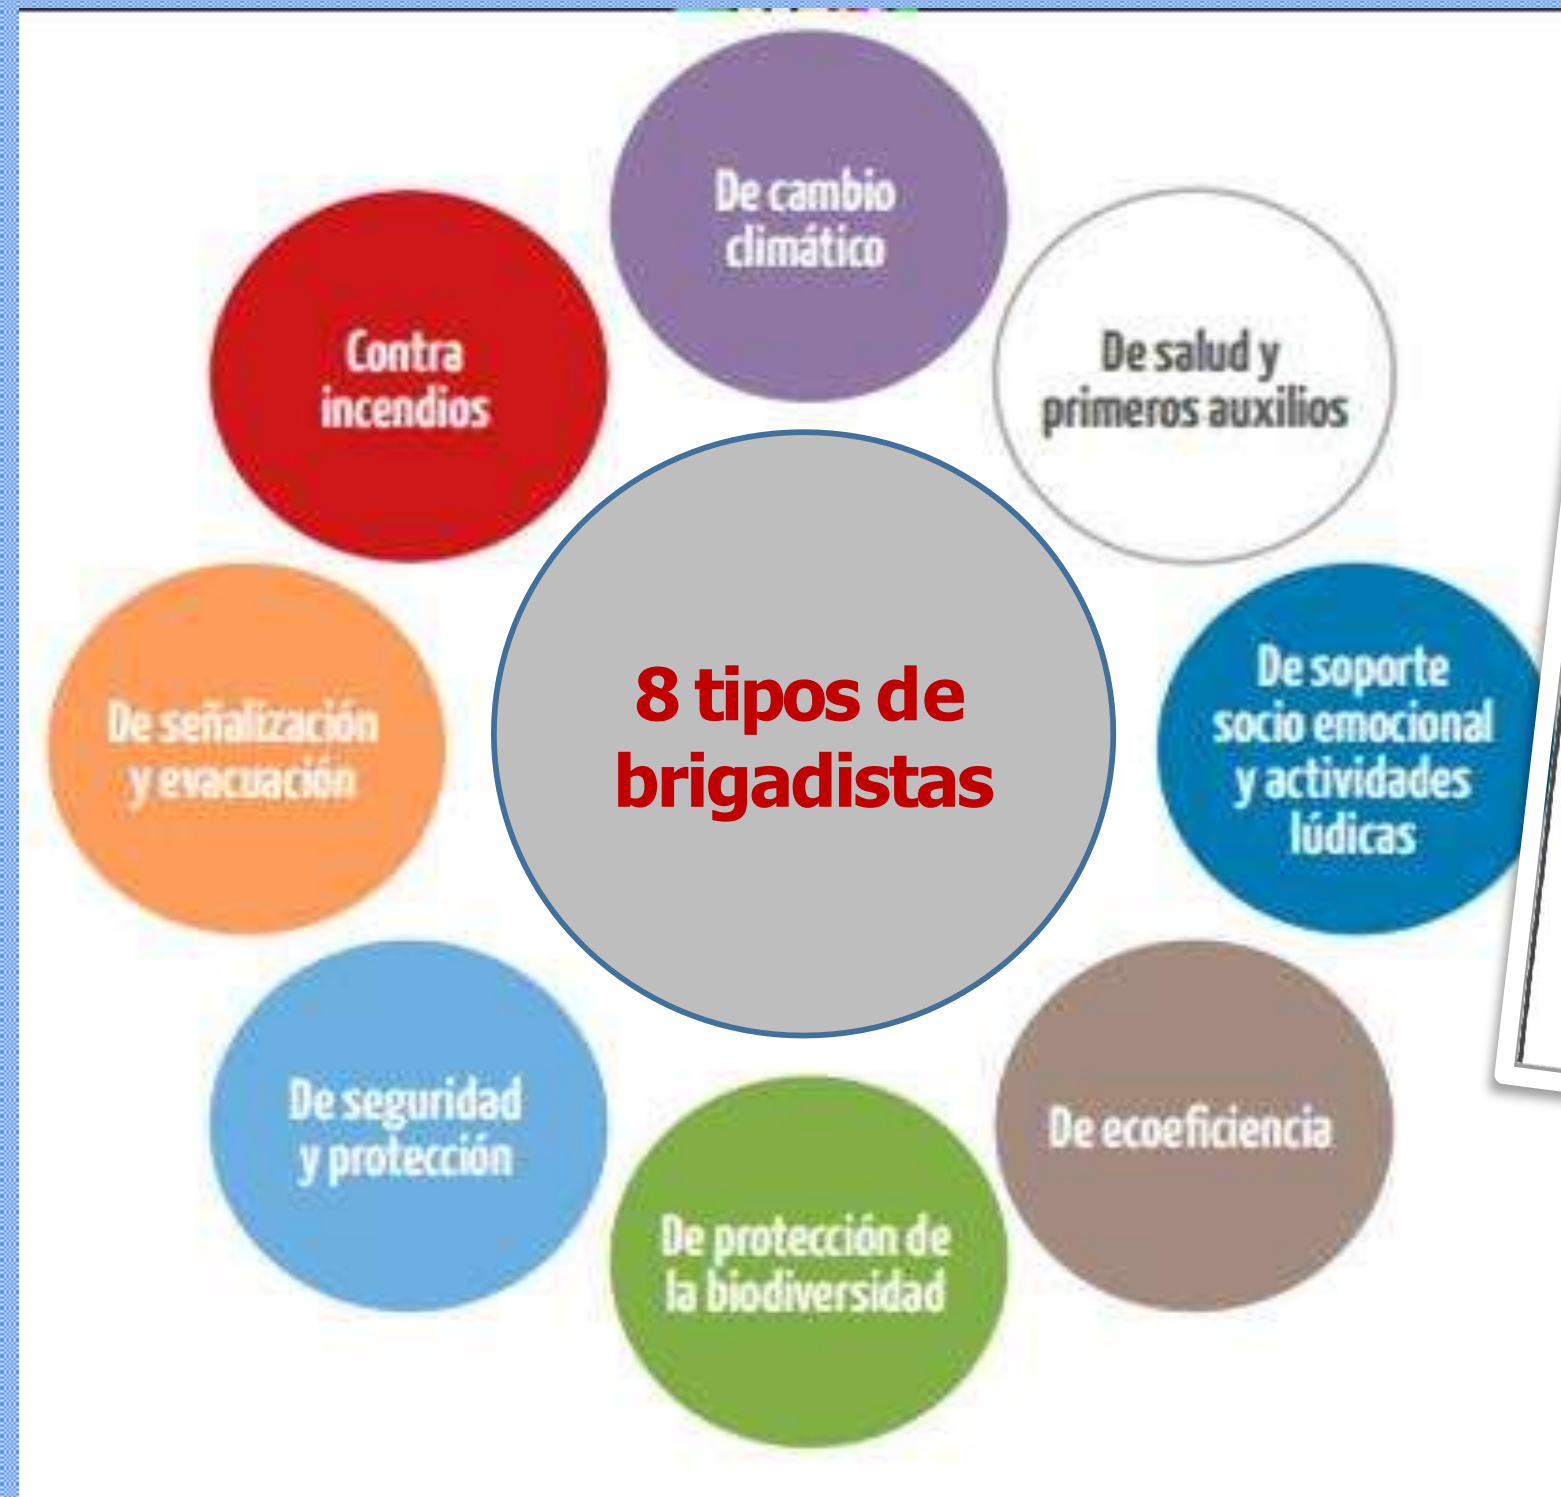 De cambio
climático
Contra
incendios
De salud y
primeros auxilios
8 tipos de
brigadistas
De señalización
y evacuación
De soporte
socio emocional
y actividades
lúdicas
De seguridad
y protección
De ecoeficiencia
De protección de
la biodiversidad